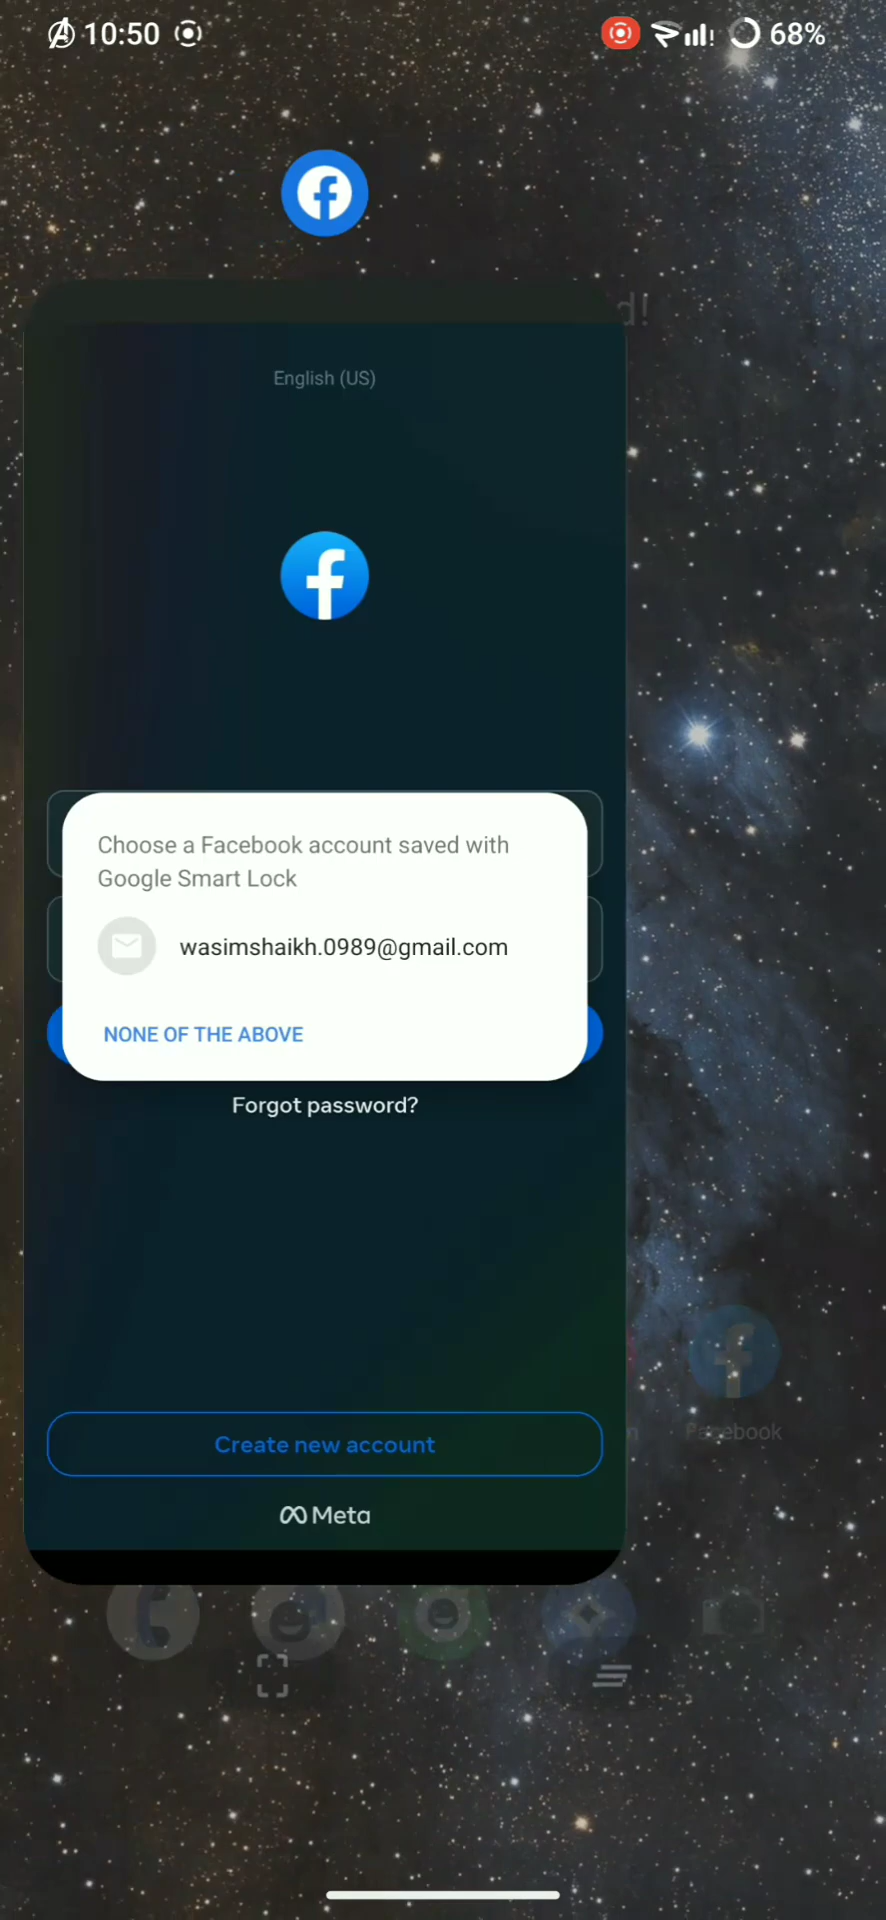 10:50
68%
d!
English (US)
Choose a Facebook account saved with
Google Smart Lock
wasimshaikh.0989@gmail.com
NONE OF THE ABOVE
Forgot password?
Facebook
Create new account
Meta